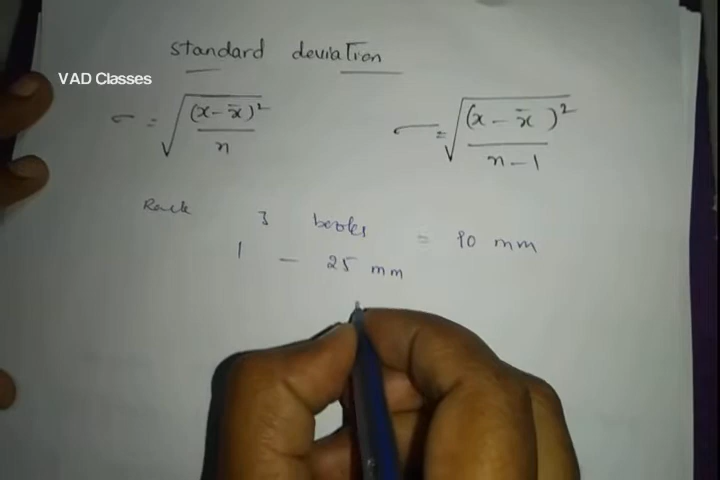 standard deviation
VAD Classes
σ = √((x - x̄)² / n)
σ = √((x - x̄)² / n - 1)
Rack 3 books = 90 mm
1 - 25 mm